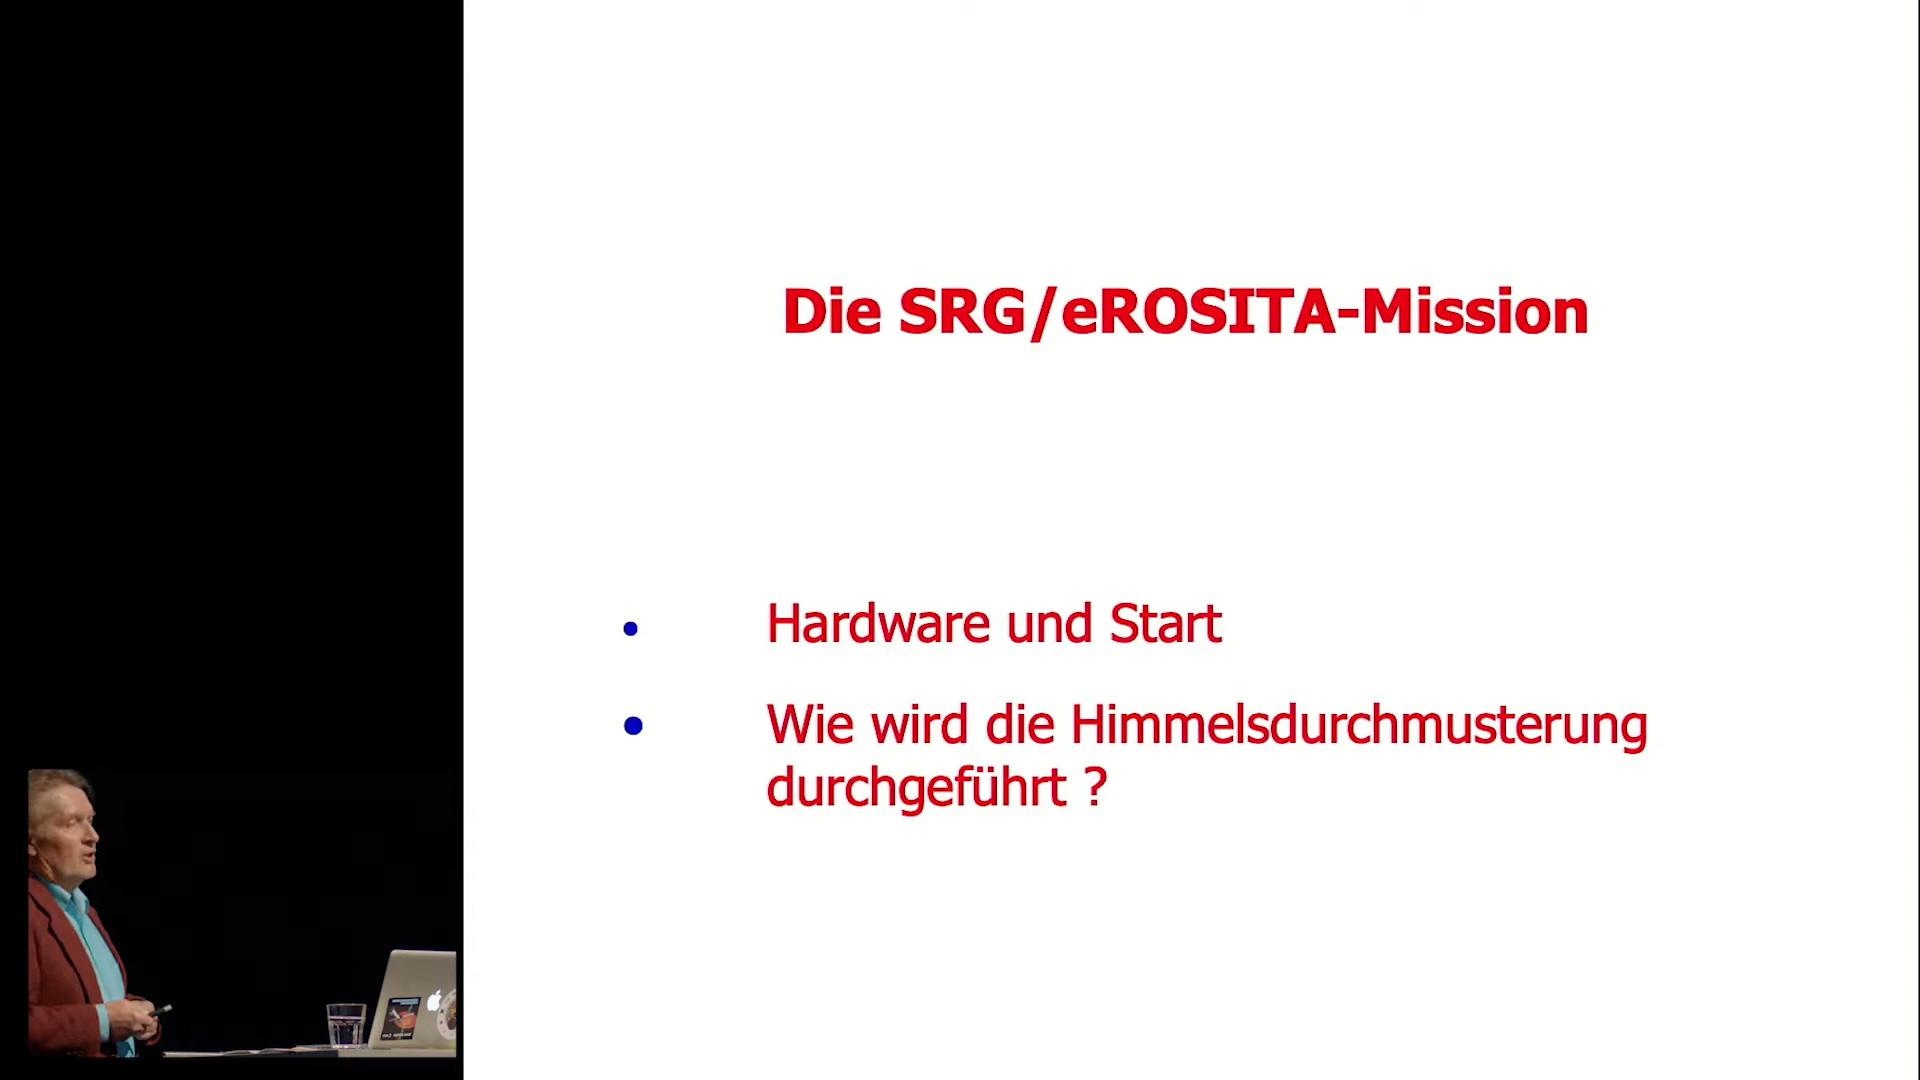 Die SRG/eROSITA-Mission
• Hardware und Start
• Wie wird die Himmelsdurchmusterung
durchgeführt ?